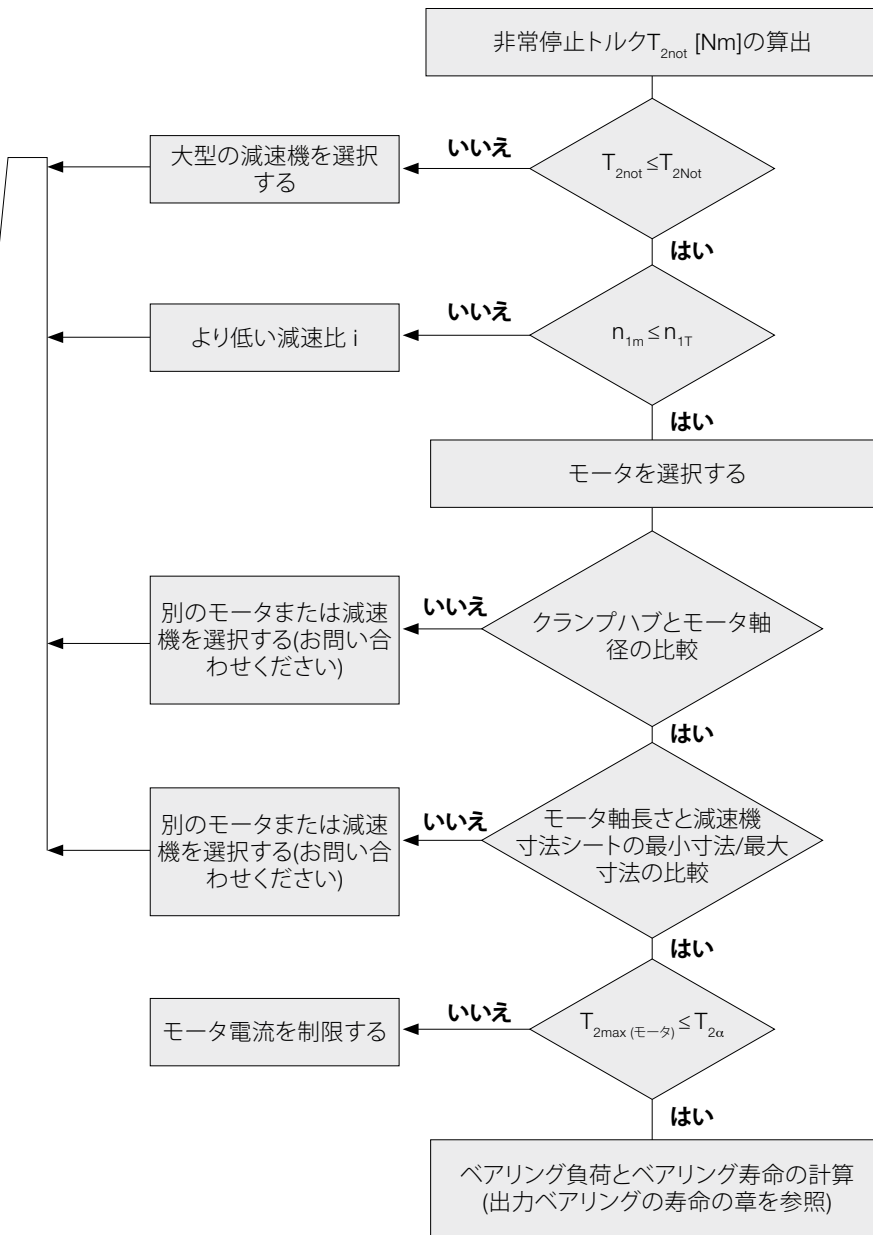 非常停止トルクT2not [Nm]の算出
いいえ
大型の減速機を選択
する
T2not ≤T2Not
はい
いいえ
より低い減速比 i
n1m ≤ n1T
はい
モータを選択する
いいえ
別のモータまたは減速
機を選択する(お問い合
わせください)
クランプハブとモータ軸
径の比較
はい
いいえ
別のモータまたは減速
機を選択する(お問い合
わせください)
モータ軸長さと減速機
寸法シートの最小寸法/最大
寸法の比較
はい
いいえ
モータ電流を制限する
T2max (モータ) ≤ T2α
はい
ベアリング負荷とベアリング寿命の計算
(出力ベアリングの寿命の章を参照)